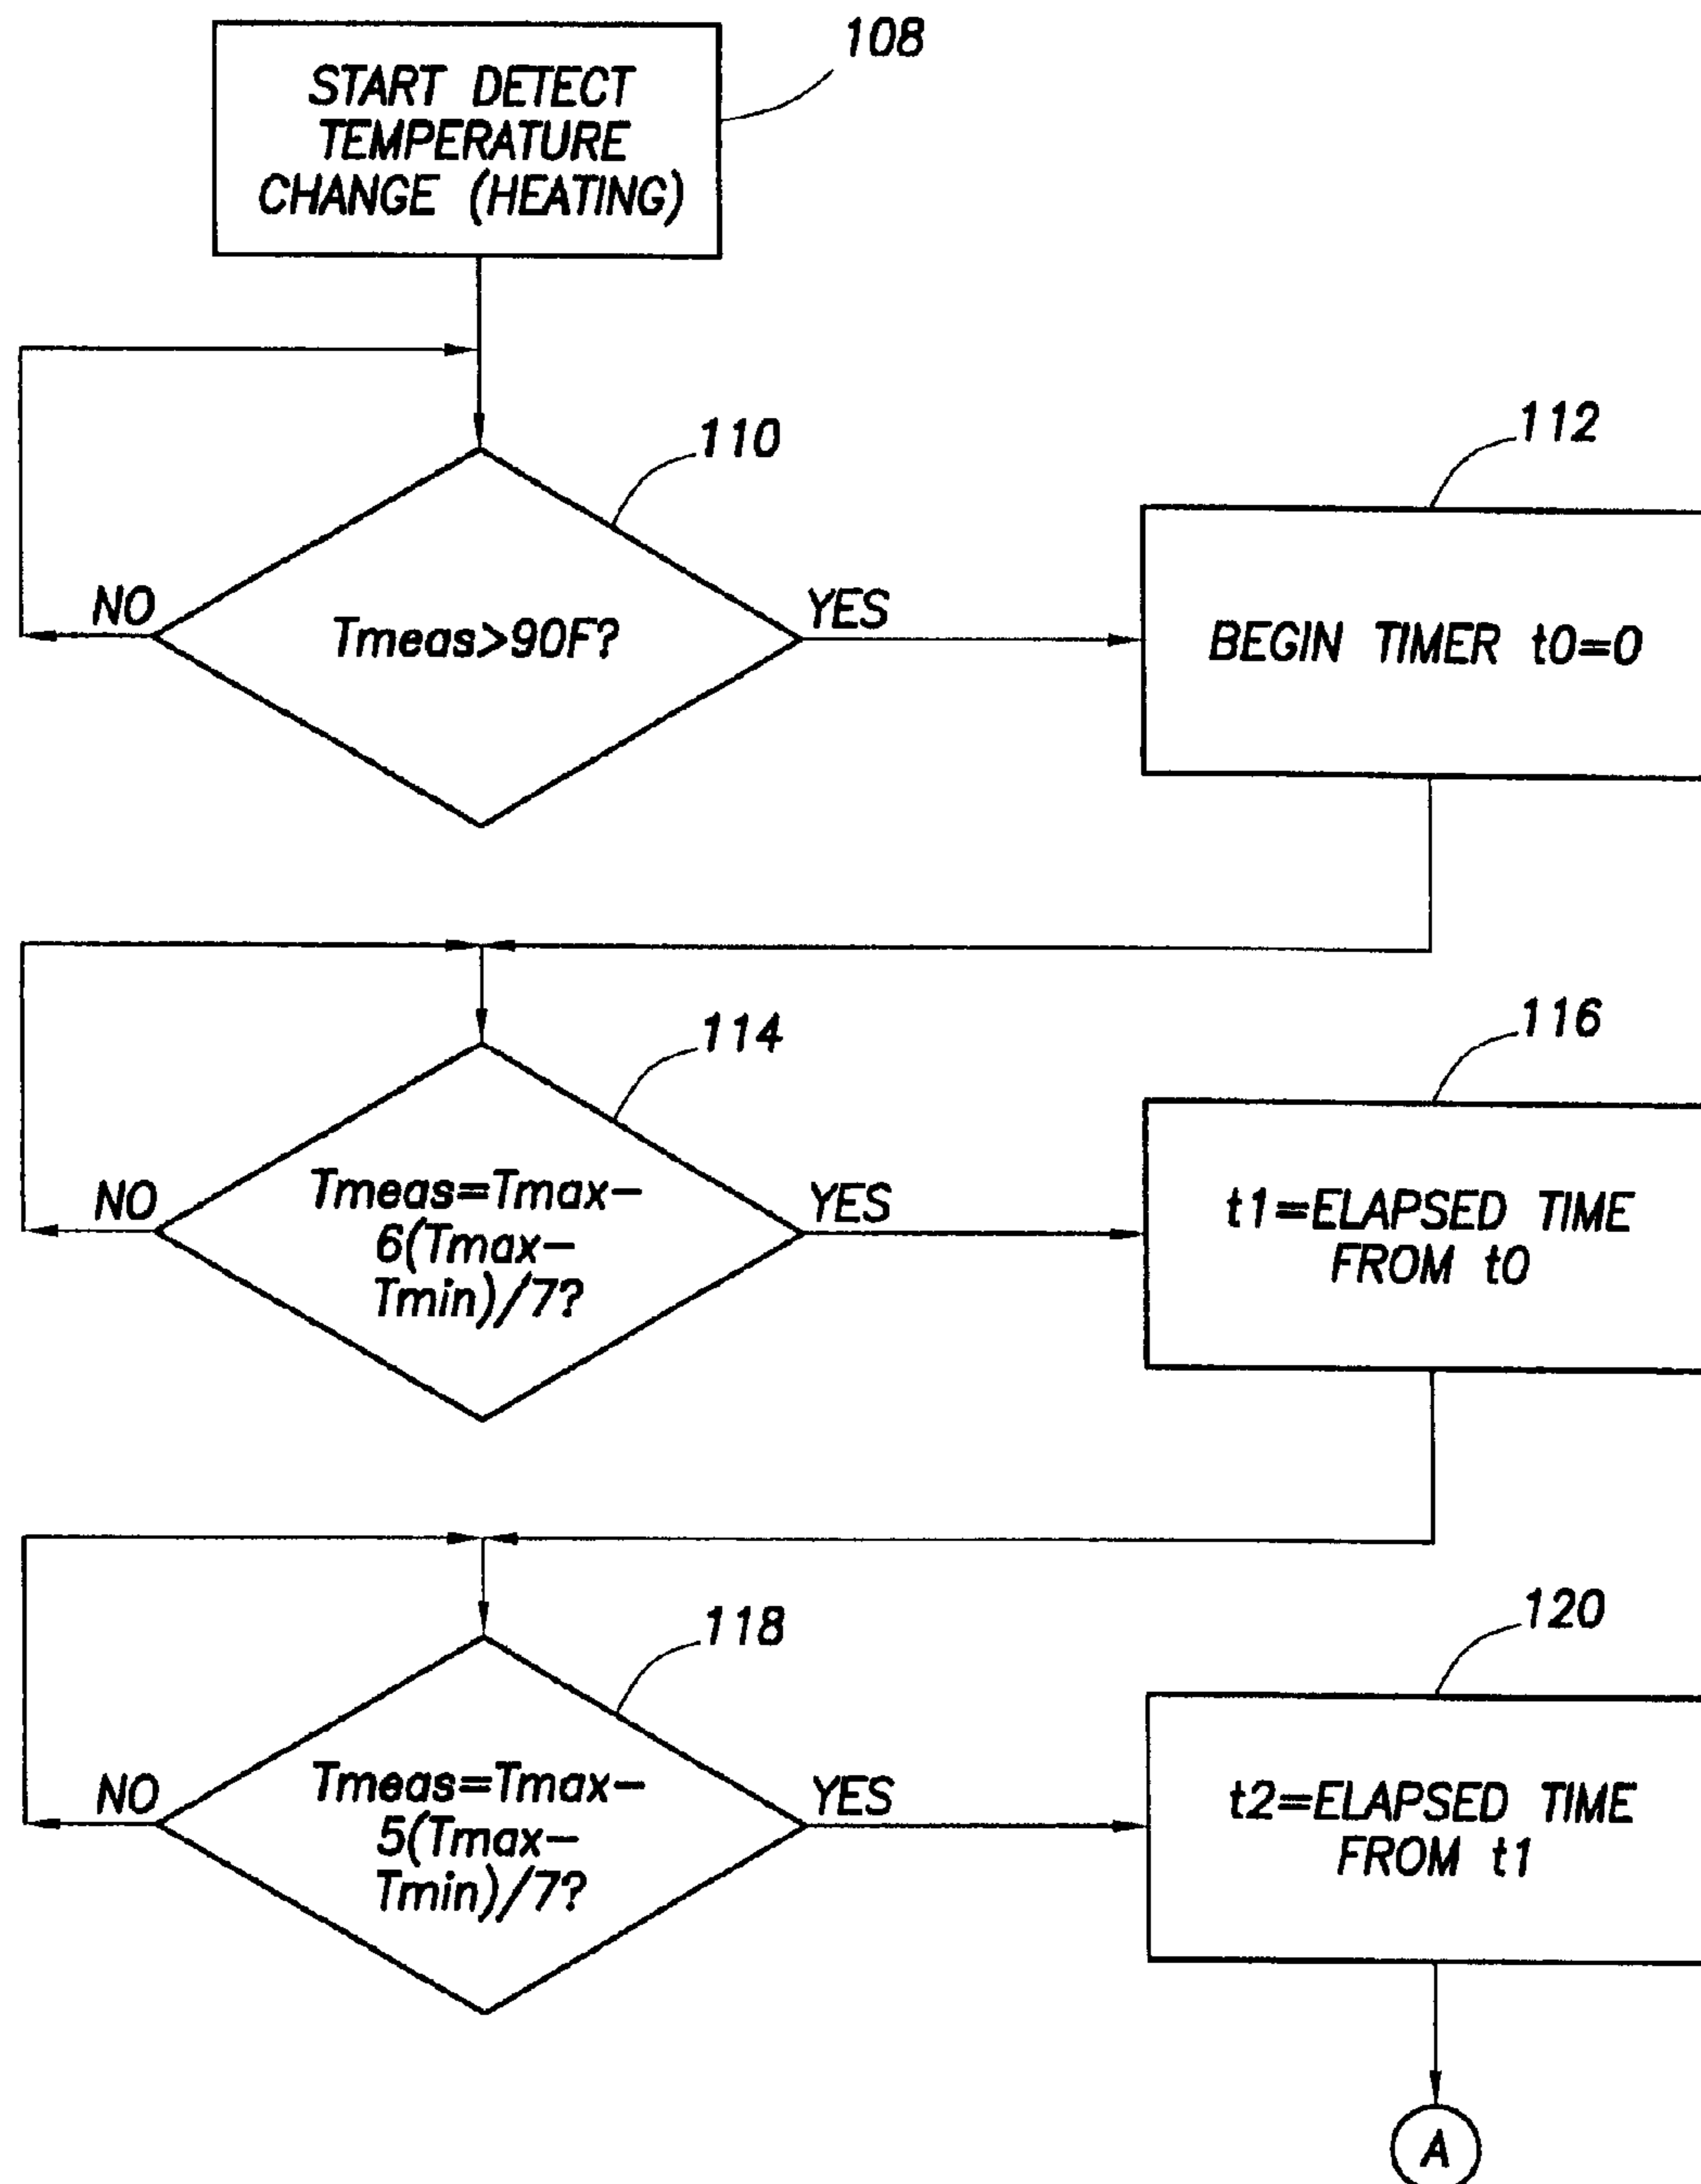 108
START DETECT
TEMPERATURE
CHANGE (HEATING)
110
Tmeas>90F?
NO
YES
112
BEGIN TIMER t0=0
114
Tmeas=Tmax-
6(Tmax-
Tmin)/7?
NO
YES
116
t1=ELAPSED TIME
FROM t0
118
Tmeas=Tmax-
5(Tmax-
Tmin)/7?
NO
YES
120
t2=ELAPSED TIME
FROM t1
A